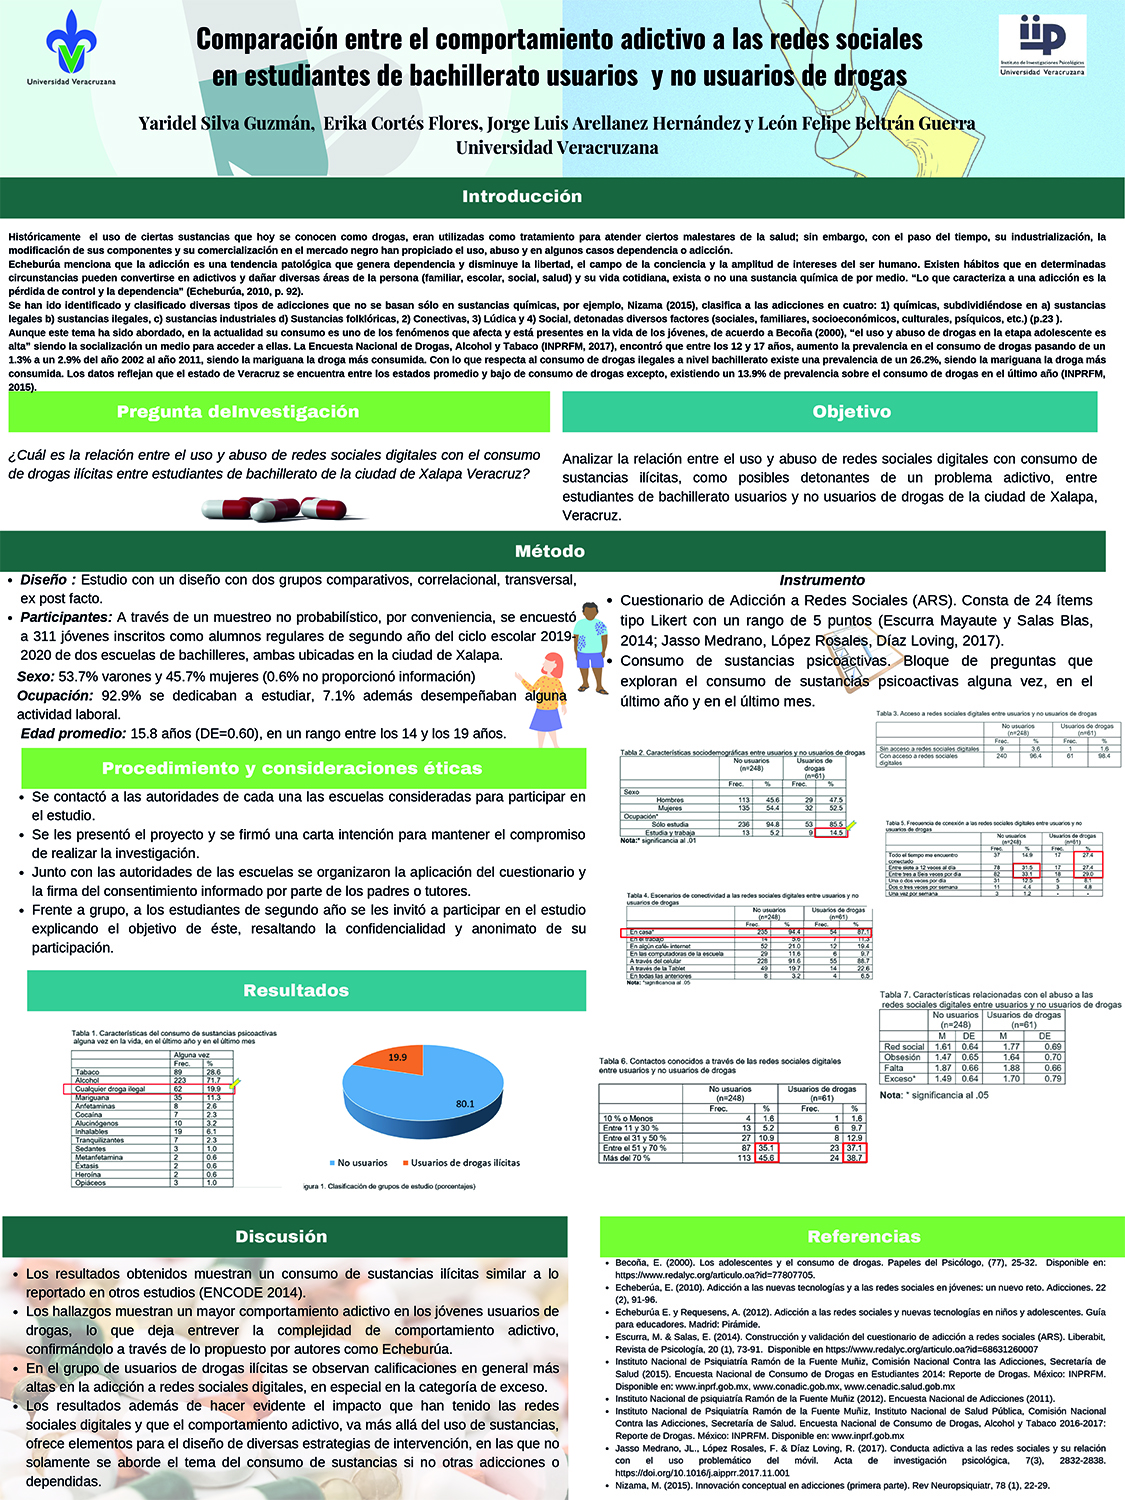 Universidad Veracruzana
Comparación entre el comportamiento adictivo a las redes sociales
en estudiantes de bachillerato usuarios y no usuarios de drogas
iip
Instituto de Investigaciones Psicológicas
Universidad Veracruzana
Yaridel Silva Guzmán, Erika Cortés Flores, Jorge Luis Arellanez Hernández y León Felipe Beltrán Guerra
Universidad Veracruzana
Introducción
Históricamente el uso de ciertas sustancias que hoy se conocen como drogas, eran utilizadas como tratamiento para atender ciertos malestares de la salud; sin embargo, con el paso del tiempo, su industrialización, la
modificación de sus componentes y su comercialización en el mercado negro han propiciado el uso, abuso y en algunos casos dependencia o adicción.
Echeburúa menciona que la adicción es una tendencia patológica que genera dependencia y disminuye la libertad, el campo de la conciencia y la amplitud de intereses del ser humano. Existen hábitos que en determinadas
circunstancias pueden convertirse en adictivos y dañar diversas áreas de la persona (familiar, escolar, social, salud) y su vida cotidiana, exista o no una sustancia química de por medio. “Lo que caracteriza a una adicción es la
pérdida de control y la dependencia” (Echeburúa, 2010, p. 92).
Se han ido identificado y clasificado diversas tipos de adicciones que no se basan sólo en sustancias químicas, por ejemplo, Nizama (2015), clasifica a las adicciones en cuatro: 1) químicas, subdividiéndose en a) sustancias
legales b) sustancias ilegales, c) sustancias industriales d) Sustancias folklóricas, 2) Conectivas, 3) Lúdica y 4) Social, detonadas diversos factores (sociales, familiares, socioeconómicos, culturales, psíquicos, etc.) (p.23 ).
Aunque este tema ha sido abordado, en la actualidad su consumo es uno de los fenómenos que afecta y está presentes en la vida de los jóvenes, de acuerdo a Becoña (2000), “el uso y abuso de drogas en la etapa adolescente es
alta” siendo la socialización un medio para acceder a ellas. La Encuesta Nacional de Drogas, Alcohol y Tabaco (INPRFM, 2017), encontró que entre los 12 y 17 años, aumento la prevalencia en el consumo de drogas pasando de un
1.3% a un 2.9% del año 2002 al año 2011, siendo la mariguana la droga más consumida. Con lo que respecta al consumo de drogas ilegales a nivel bachillerato existe una prevalencia de un 26.2%, siendo la mariguana la droga más
consumida. Los datos reflejan que el estado de Veracruz se encuentra entre los estados promedio y bajo de consumo de drogas excepto, existiendo un 13.9% de prevalencia sobre el consumo de drogas en el último año (INPRFM,
2015).
Pregunta deInvestigación
¿Cuál es la relación entre el uso y abuso de redes sociales digitales con el consumo
de drogas ilícitas entre estudiantes de bachillerato de la ciudad de Xalapa Veracruz?
Objetivo
Analizar la relación entre el uso y abuso de redes sociales digitales con consumo de
sustancias ilícitas, como posibles detonantes de un problema adictivo, entre
estudiantes de bachillerato usuarios y no usuarios de drogas de la ciudad de Xalapa,
Veracruz.
Método
• Diseño : Estudio con un diseño con dos grupos comparativos, correlacional, transversal,
ex post facto.
• Participantes: A través de un muestreo no probabilístico, por conveniencia, se encuestó
a 311 jóvenes inscritos como alumnos regulares de segundo año del ciclo escolar 2019-
2020 de dos escuelas de bachilleres, ambas ubicadas en la ciudad de Xalapa.
Sexo: 53.7% varones y 45.7% mujeres (0.6% no proporcionó información)
Ocupación: 92.9% se dedicaban a estudiar, 7.1% además desempeñaban alguna
actividad laboral.
Edad promedio: 15.8 años (DE=0.60), en un rango entre los 14 y los 19 años.
Instrumento
• Cuestionario de Adicción a Redes Sociales (ARS). Consta de 24 ítems
tipo Likert con un rango de 5 puntos (Escurra Mayaute y Salas Blas,
2014; Jasso Medrano, López Rosales, Díaz Loving, 2017).
• Consumo de sustancias psicoactivas. Bloque de preguntas que
exploran el consumo de sustancias psicoactivas alguna vez, en el
último año y en el último mes.
Procedimiento y consideraciones éticas
• Se contactó a las autoridades de cada una las escuelas consideradas para participar en
el estudio.
• Se les presentó el proyecto y se firmó una carta intención para mantener el compromiso
de realizar la investigación.
• Junto con las autoridades de las escuelas se organizaron la aplicación del cuestionario y
la firma del consentimiento informado por parte de los padres o tutores.
• Frente a grupo, a los estudiantes de segundo año se les invitó a participar en el estudio
explicando el objetivo de éste, resaltando la confidencialidad y anonimato de su
participación.
Tabla 3. Acceso a redes sociales digitales entre usuarios y no usuarios de drogas
No usuarios Usuarios de drogas
(n=248) (n=61)
Frec. % Frec. %
Sin acceso a redes sociales digitales 9 3.6 1 1.6
Con acceso a redes sociales 240 96.4 61 98.4
digitales
Tabla 2. Características sociodemográficas entre usuarios y no usuarios de drogas
No usuarios Usuarios de
(n=248) drogas
(n=61)
Frec. % Frec. %
Sexo
Hombres 113 45.6 29 47.5
Mujeres 135 54.4 32 52.5
Ocupación*
Sólo estudia 236 94.8 53 85.5
Estudia y trabaja 13 5.2 9 14.5
Nota:* significancia al .01
Tabla 5. Frecuencia de conexión a las redes sociales digitales entre usuarios y no
usuarios de drogas
No usuarios Usuarios de drogas
(n=248) (n=61)
Frec. % Frec. %
Todo el tiempo me encuentro 37 14.9 17 27.4
conectado
Entre siete a 12 veces al día 78 31.5 17 27.4
Entre tres a Seis veces por día 82 33.1 18 29.0
Una o dos veces por día 31 12.5 5 8.1
Dos o tres veces por semana 11 4.4 3 4.8
Una vez por semana 3 1.2 - -
Tabla 4. Escenarios de conectividad a las redes sociales digitales entre usuarios y no
usuarios de drogas
No usuarios Usuarios de drogas
(n=248) (n=61)
Frec. % Frec. %
En casa* 235 94.4 54 87.1
En el trabajo 14 5.6 7 11.3
En algún café- internet 52 21.0 12 19.4
En las computadoras de la escuela 29 11.6 6 9.7
A través del celular 228 91.6 55 88.7
A través de la Tablet 49 19.7 14 22.6
En todas las anteriores 8 3.2 4 6.5
Nota: *significancia al .05
Resultados
Tabla 1. Características del consumo de sustancias psicoactivas
alguna vez en la vida, en el último año y en el último mes
Alguna vez
Frec. %
Tabaco 89 28.6
Alcohol 223 71.7
Cualquier droga ilegal 62 19.9
Mariguana 35 11.3
Anfetaminas 8 2.6
Cocaína 7 2.3
Alucinógenos 10 3.2
Inhalables 19 6.1
Tranquilizantes 7 2.3
Sedantes 3 1.0
Metanfetamina 2 0.6
Éxtasis 2 0.6
Heroína 2 0.6
Opiáceos 3 1.0
19.9
80.1
No usuarios Usuarios de drogas ilícitas
igura 1. Clasificación de grupos de estudio (porcentajes)
Tabla 6. Contactos conocidos a través de las redes sociales digitales
entre usuarios y no usuarios de drogas
No usuarios Usuarios de drogas
(n=248) (n=61)
Frec. % Frec. %
10 % o Menos 4 1.6 1 1.6
Entre 11 y 30 % 13 5.2 6 9.7
Entre el 31 y 50 % 27 10.9 8 12.9
Entre el 51 y 70 % 87 35.1 23 37.1
Más del 70 % 113 45.6 24 38.7
Tabla 7. Características relacionadas con el abuso a las
redes sociales digitales entre usuarios y no usuarios de drogas
No usuarios Usuarios de drogas
(n=248) (n=61)
M DE M DE
Red social 1.61 0.64 1.77 0.69
Obsesión 1.47 0.65 1.64 0.70
Falta 1.87 0.66 1.88 0.66
Exceso* 1.49 0.64 1.70 0.79
Nota: * significancia al .05
Discusión
• Los resultados obtenidos muestran un consumo de sustancias ilícitas similar a lo
reportado en otros estudios (ENCODE 2014).
• Los hallazgos muestran un mayor comportamiento adictivo en los jóvenes usuarios de
drogas, lo que deja entrever la complejidad de comportamiento adictivo,
confirmándolo a través de lo propuesto por autores como Echeburúa.
• En el grupo de usuarios de drogas ilícitas se observan calificaciones en general más
altas en la adicción a redes sociales digitales, en especial en la categoría de exceso.
• Los resultados además de hacer evidente el impacto que han tenido las redes
sociales digitales y que el comportamiento adictivo, va más allá del uso de sustancias,
ofrece elementos para el diseño de diversas estrategias de intervención, en las que no
solamente se aborde el tema del consumo de sustancias si no otras adicciones o
dependidas.
Referencias
• Becoña, E. (2000). Los adolescentes y el consumo de drogas. Papeles del Psicólogo, (77), 25-32. Disponible en:
https://www.redalyc.org/articulo.oa?id=77807705.
• Echeburúa, E. (2010). Adicción a las nuevas tecnologías y a las redes sociales en jóvenes: un nuevo reto. Adicciones. 22
(2), 91-96.
• Echeburúa E. y Requesens, A. (2012). Adicción a las redes sociales y nuevas tecnologías en niños y adolescentes. Guía
para educadores. Madrid: Pirámide.
• Escurra, M. & Salas, E. (2014). Construcción y validación del cuestionario de adicción a redes sociales (ARS). Liberabit,
Revista de Psicología, 20 (1), 73-91. Disponible en https://www.redalyc.org/articulo.oa?id=68631260007
• Instituto Nacional de Psiquiatría Ramón de la Fuente Muñiz, Comisión Nacional Contra las Adicciones, Secretaría de
Salud (2015). Encuesta Nacional de Consumo de Drogas en Estudiantes 2014: Reporte de Drogas. México: INPRFM.
Disponible en: www.inprf.gob.mx, www.conadic.gob.mx, www.cenadic.salud.gob.mx
• Instituto Nacional de psiquiatría Ramón de la Fuente Muñiz (2012). Encuesta Nacional de Adicciones (2011).
• Instituto Nacional de Psiquiatría Ramón de la Fuente Muñiz, Instituto Nacional de Salud Pública, Comisión Nacional
Contra las Adicciones, Secretaría de Salud. Encuesta Nacional de Consumo de Drogas, Alcohol y Tabaco 2016-2017:
Reporte de Drogas. México: INPRFM. Disponible en: www.inprf.gob.mx
• Jasso Medrano, JL., López Rosales, F. & Díaz Loving, R. (2017). Conducta adictiva a las redes sociales y su relación
con el uso problemático del móvil. Acta de investigación psicológica, 7(3), 2832-2838.
https://doi.org/10.1016/j.aipprr.2017.11.001
• Nizama, M. (2015). Innovación conceptual en adicciones (primera parte). Rev Neuropsiquiatr, 78 (1), 22-29.